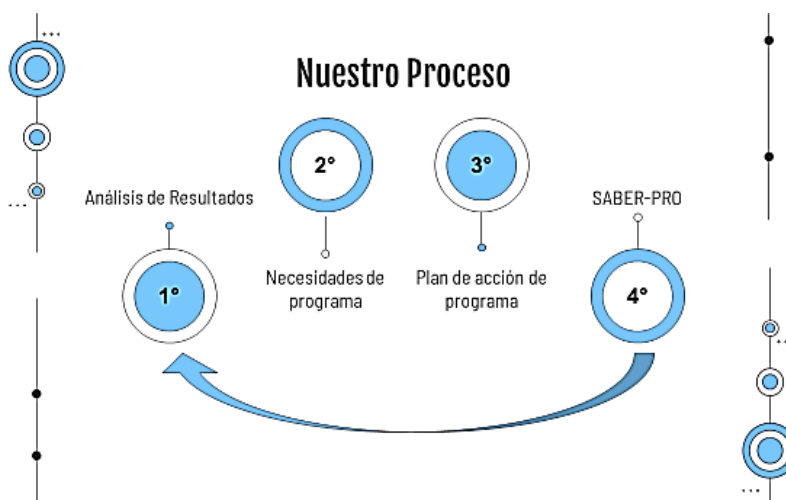 Nuestro Proceso
1°
Análisis de Resultados
2°
Necesidades de
programa
3°
Plan de acción de
programa
4°
SABER-PRO